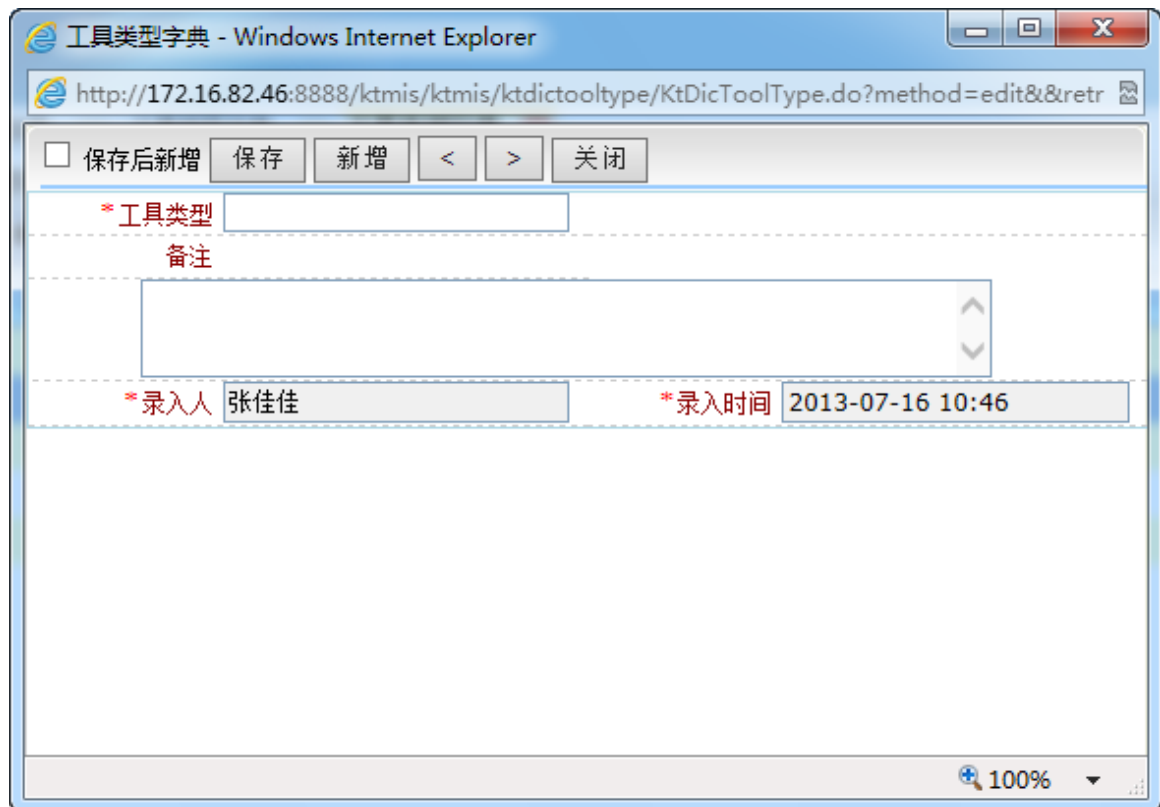 工具类型字典 - Windows Internet Explorer
http://172.16.82.46:8888/ktmis/ktmis/ktdictooltype/KtDicToolType.do?method=edit&&retr
保存后新增 保存 新增 < > 关闭
*工具类型
备注
*录入人 张佳佳 *录入时间 2013-07-16 10:46
100%